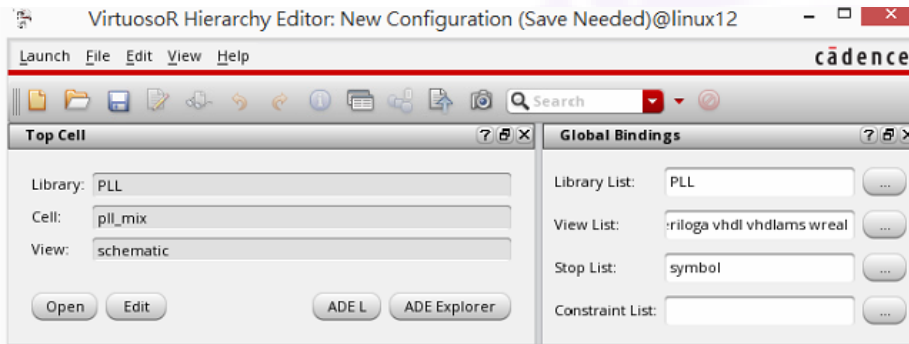 VirtuosoR Hierarchy Editor: New Configuration (Save Needed)@linux12
Launch File Edit View Help
cādence
Search
Top Cell
Library: PLL
Cell: pll_mix
View: schematic
Open Edit ADE L ADE Explorer
Global Bindings
Library List: PLL ...
View List: riloga vhdl vhdlams wreal ...
Stop List: symbol ...
Constraint List: ...